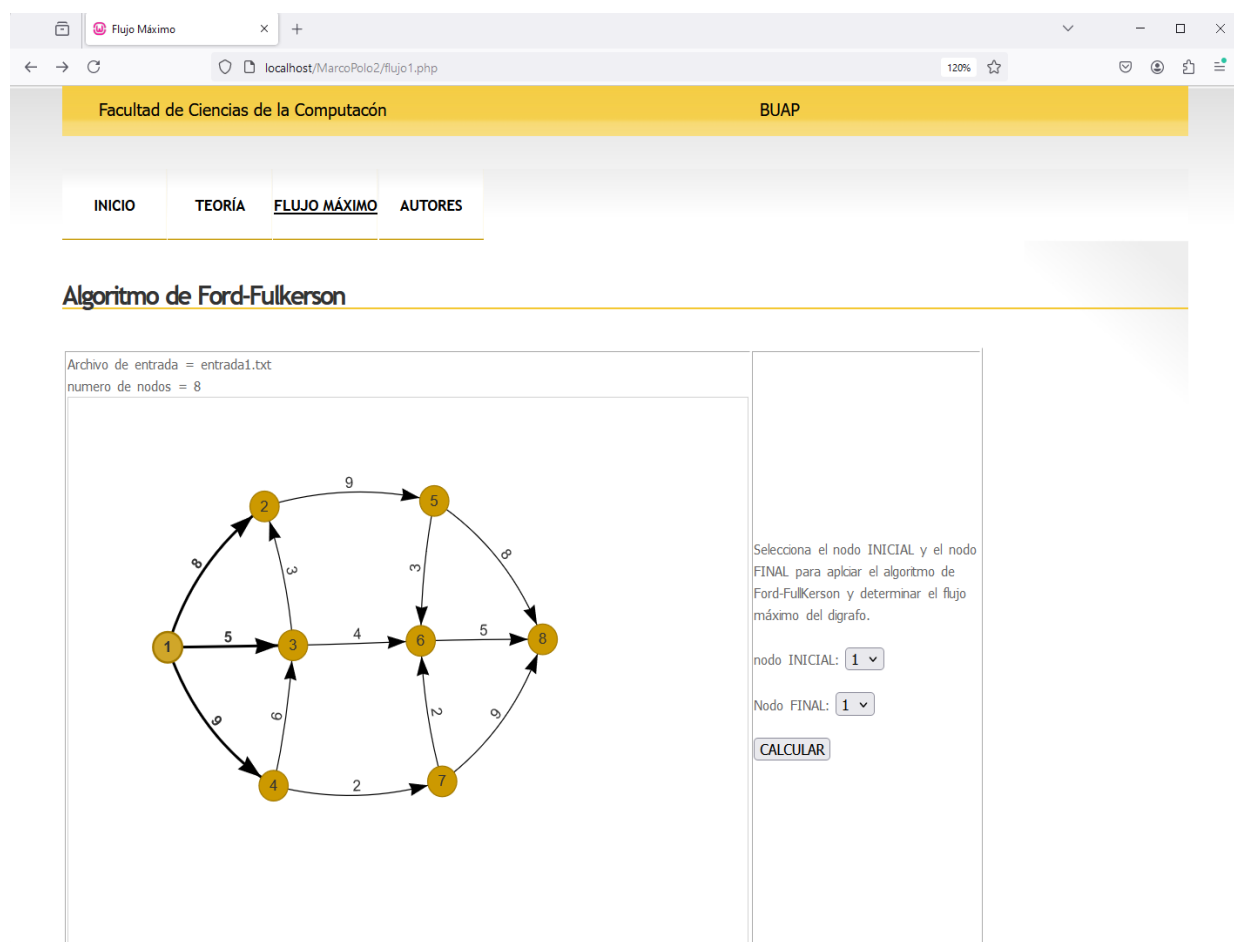 Flujo Máximo
localhost/MarcoPolo2/flujo1.php
120%
Facultad de Ciencias de la Computacón
BUAP
INICIO
TEORÍA
FLUJO MÁXIMO
AUTORES
Algoritmo de Ford-Fulkerson
Archivo de entrada = entrada1.txt
numero de nodos = 8
9
2
5
8
3
3
8
1
5
3
4
6
5
8
9
9
2
6
4
2
7
Selecciona el nodo INICIAL y el nodo
FINAL para aplciar el algoritmo de
Ford-FullKerson y determinar el flujo
máximo del digrafo.
nodo INICIAL: 1
Nodo FINAL: 1
CALCULAR